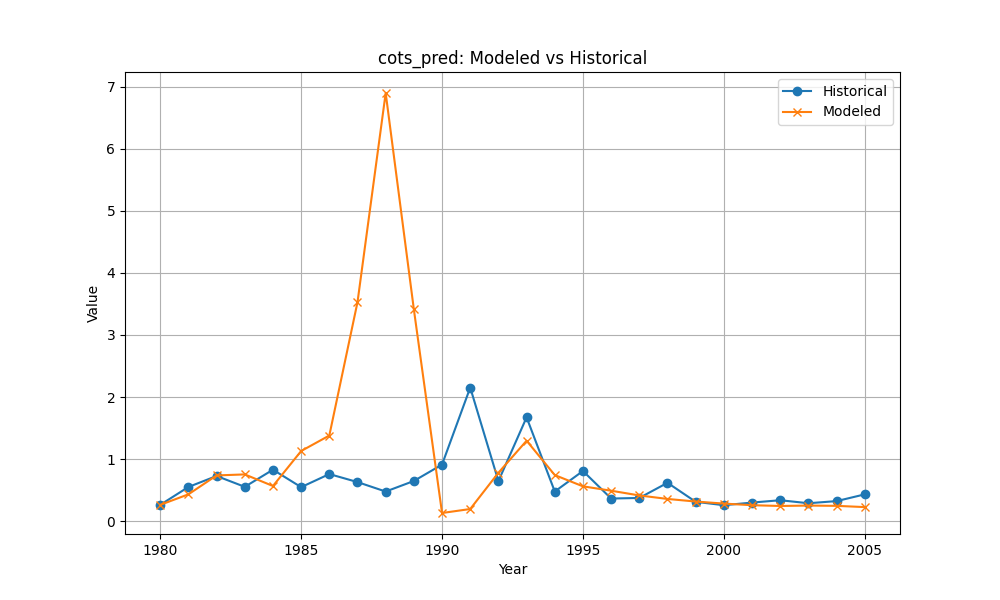 cots_pred: Modeled vs Historical
Historical
Modeled
7
6
5
4
3
2
1
0
Value
1980
1985
1990
1995
2000
2005
Year